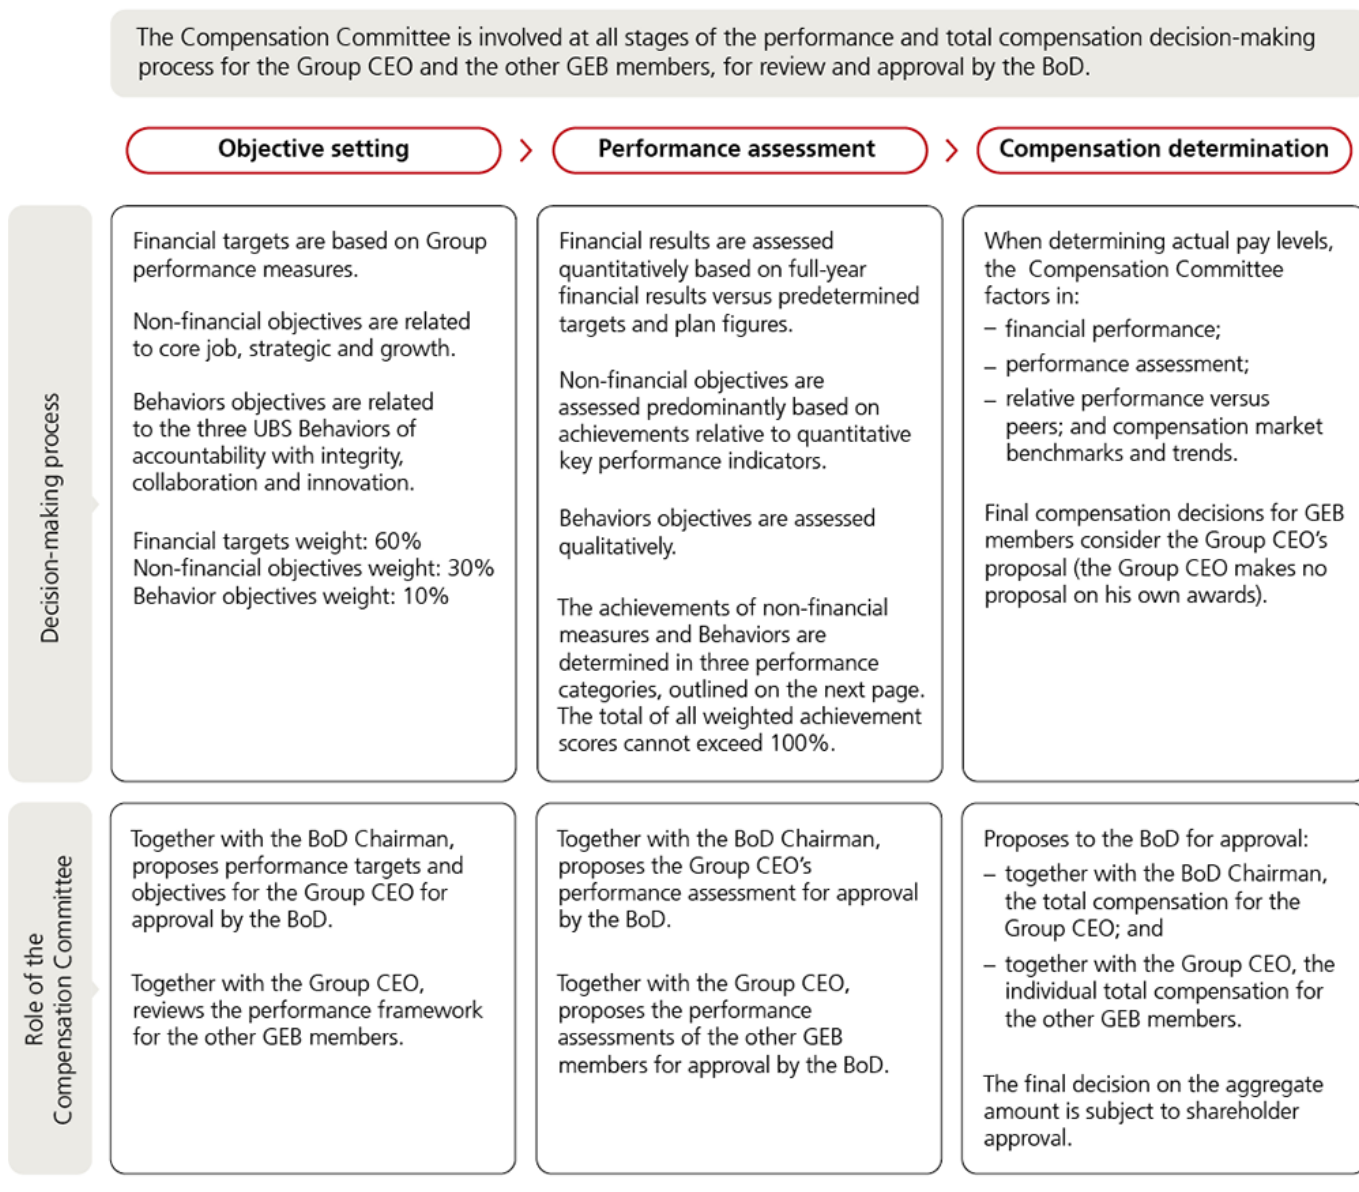 The Compensation Committee is involved at all stages of the performance and total compensation decision-making
process for the Group CEO and the other GEB members, for review and approval by the BoD.
Objective setting
Performance assessment
Compensation determination
Decision-making process
Financial targets are based on Group
performance measures.
Non-financial objectives are related
to core job, strategic and growth.
Behaviors objectives are related
to the three UBS Behaviors of
accountability with integrity,
collaboration and innovation.
Financial targets weight: 60%
Non-financial objectives weight: 30%
Behavior objectives weight: 10%
Financial results are assessed
quantitatively based on full-year
financial results versus predetermined
targets and plan figures.
Non-financial objectives are
assessed predominantly based on
achievements relative to quantitative
key performance indicators.
Behaviors objectives are assessed
qualitatively.
The achievements of non-financial
measures and Behaviors are
determined in three performance
categories, outlined on the next page.
The total of all weighted achievement
scores cannot exceed 100%.
When determining actual pay levels,
the Compensation Committee
factors in:
– financial performance;
– performance assessment;
– relative performance versus
peers; and compensation market
benchmarks and trends.
Final compensation decisions for GEB
members consider the Group CEO's
proposal (the Group CEO makes no
proposal on his own awards).
Role of the
Compensation Committee
Together with the BoD Chairman,
proposes performance targets and
objectives for the Group CEO for
approval by the BoD.
Together with the Group CEO,
reviews the performance framework
for the other GEB members.
Together with the BoD Chairman,
proposes the Group CEO's
performance assessment for approval
by the BoD.
Together with the Group CEO,
proposes the performance
assessments of the other GEB
members for approval by the BoD.
Proposes to the BoD for approval:
– together with the BoD Chairman,
the total compensation for the
Group CEO; and
– together with the Group CEO, the
individual total compensation for
the other GEB members.
The final decision on the aggregate
amount is subject to shareholder
approval.